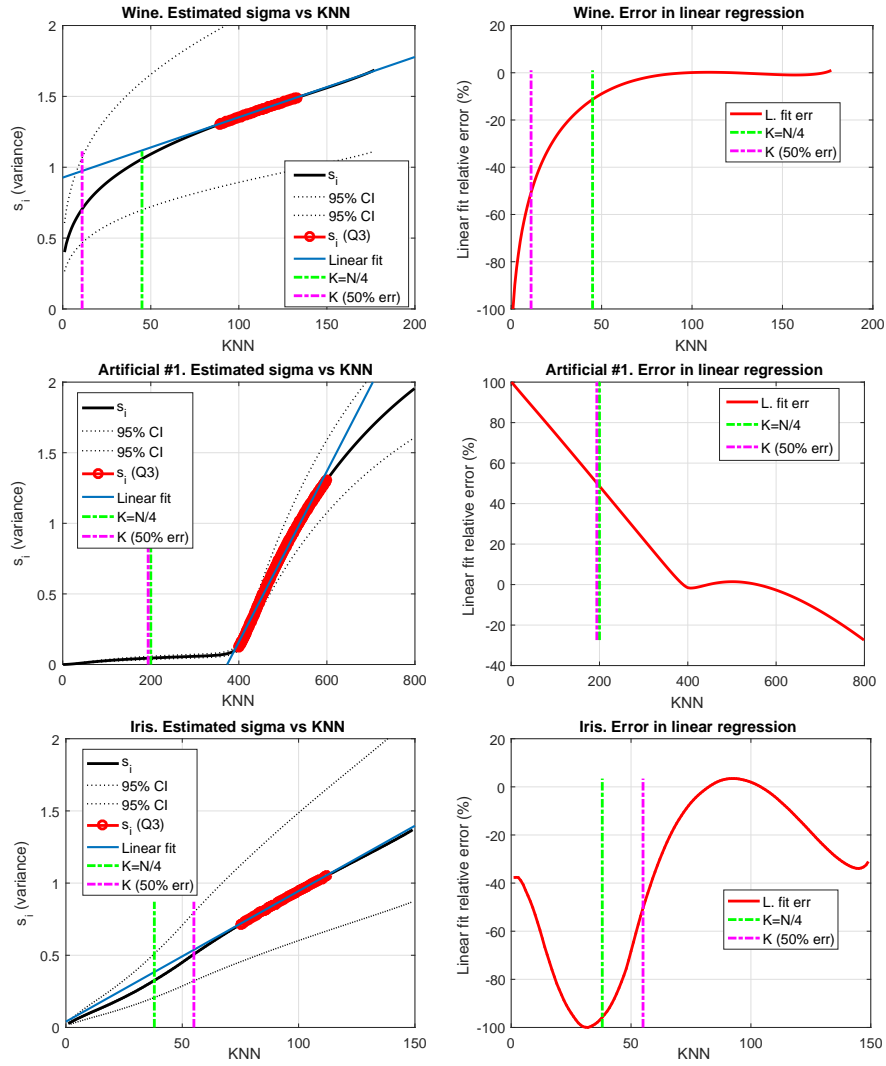 Wine. Estimated sigma vs KNN
2
1.5
1
0.5
0
s_i (variance)
0 50 100 150 200
KNN
s_i
95% CI
95% CI
s_i (Q3)
Linear fit
K=N/4
K (50% err)
Wine. Error in linear regression
20
0
-20
-40
-60
-80
-100
Linear fit relative error (%)
0 50 100 150 200
KNN
L. fit err
K=N/4
K (50% err)
Artificial #1. Estimated sigma vs KNN
2
1.5
1
0.5
0
s_i (variance)
0 200 400 600 800
KNN
s_i
95% CI
95% CI
s_i (Q3)
Linear fit
K=N/4
K (50% err)
Artificial #1. Error in linear regression
100
80
60
40
20
0
-20
-40
Linear fit relative error (%)
0 200 400 600 800
KNN
L. fit err
K=N/4
K (50% err)
Iris. Estimated sigma vs KNN
2
1.5
1
0.5
0
s_i (variance)
0 50 100 150
KNN
s_i
95% CI
95% CI
s_i (Q3)
Linear fit
K=N/4
K (50% err)
Iris. Error in linear regression
20
0
-20
-40
-60
-80
-100
Linear fit relative error (%)
0 50 100 150
KNN
L. fit err
K=N/4
K (50% err)